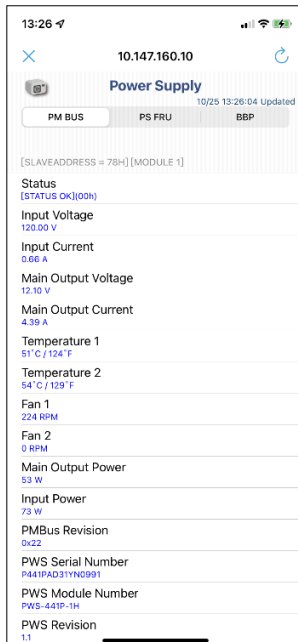 13:26
10.147.160.10
Power Supply
10/25 13:26:04 Updated
PM BUS PS FRU BBP
[SLAVEADDRESS = 78H] [MODULE 1]
Status
[STATUS OK](00h)
Input Voltage
120.00 V
Input Current
0.66 A
Main Output Voltage
12.10 V
Main Output Current
4.39 A
Temperature 1
51°C / 124°F
Temperature 2
54°C / 129°F
Fan 1
224 RPM
Fan 2
0 RPM
Main Output Power
53 W
Input Power
73 W
PMBus Revision
0x22
PWS Serial Number
P441PAD31YN0991
PWS Module Number
PWS-441P-1H
PWS Revision
1.1